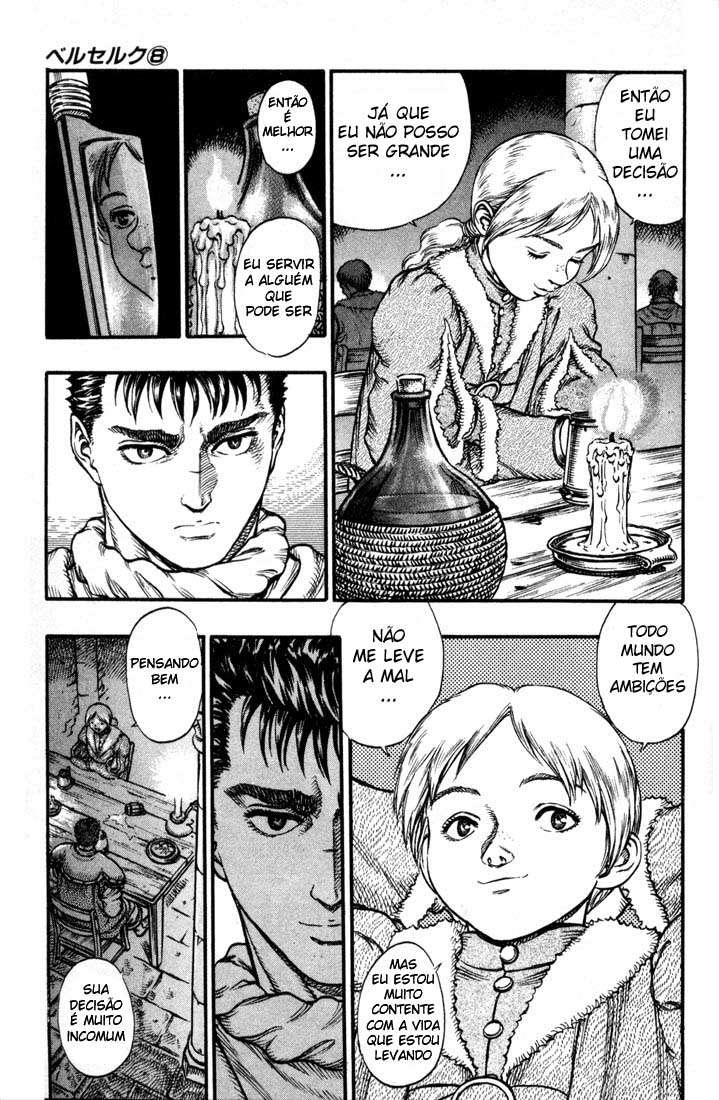 ベルセルク⑧
ENTÃO
EU
TOMEI
UMA
DECISÃO
...
JÁ QUE
EU NÃO POSSO
SER GRANDE
...
ENTÃO
É
MELHOR
...
EU SERVIR
A ALGUÉM
QUE
PODE SER
TODO
MUNDO
TEM
AMBIÇÕES
NÃO
ME LEVE
A MAL
MAS
EU ESTOU
MUITO
CONTENTE
COM A VIDA
QUE ESTOU
LEVANDO
PENSANDO
BEM
...
SUA
DECISÃO
É MUITO
INCOMUM